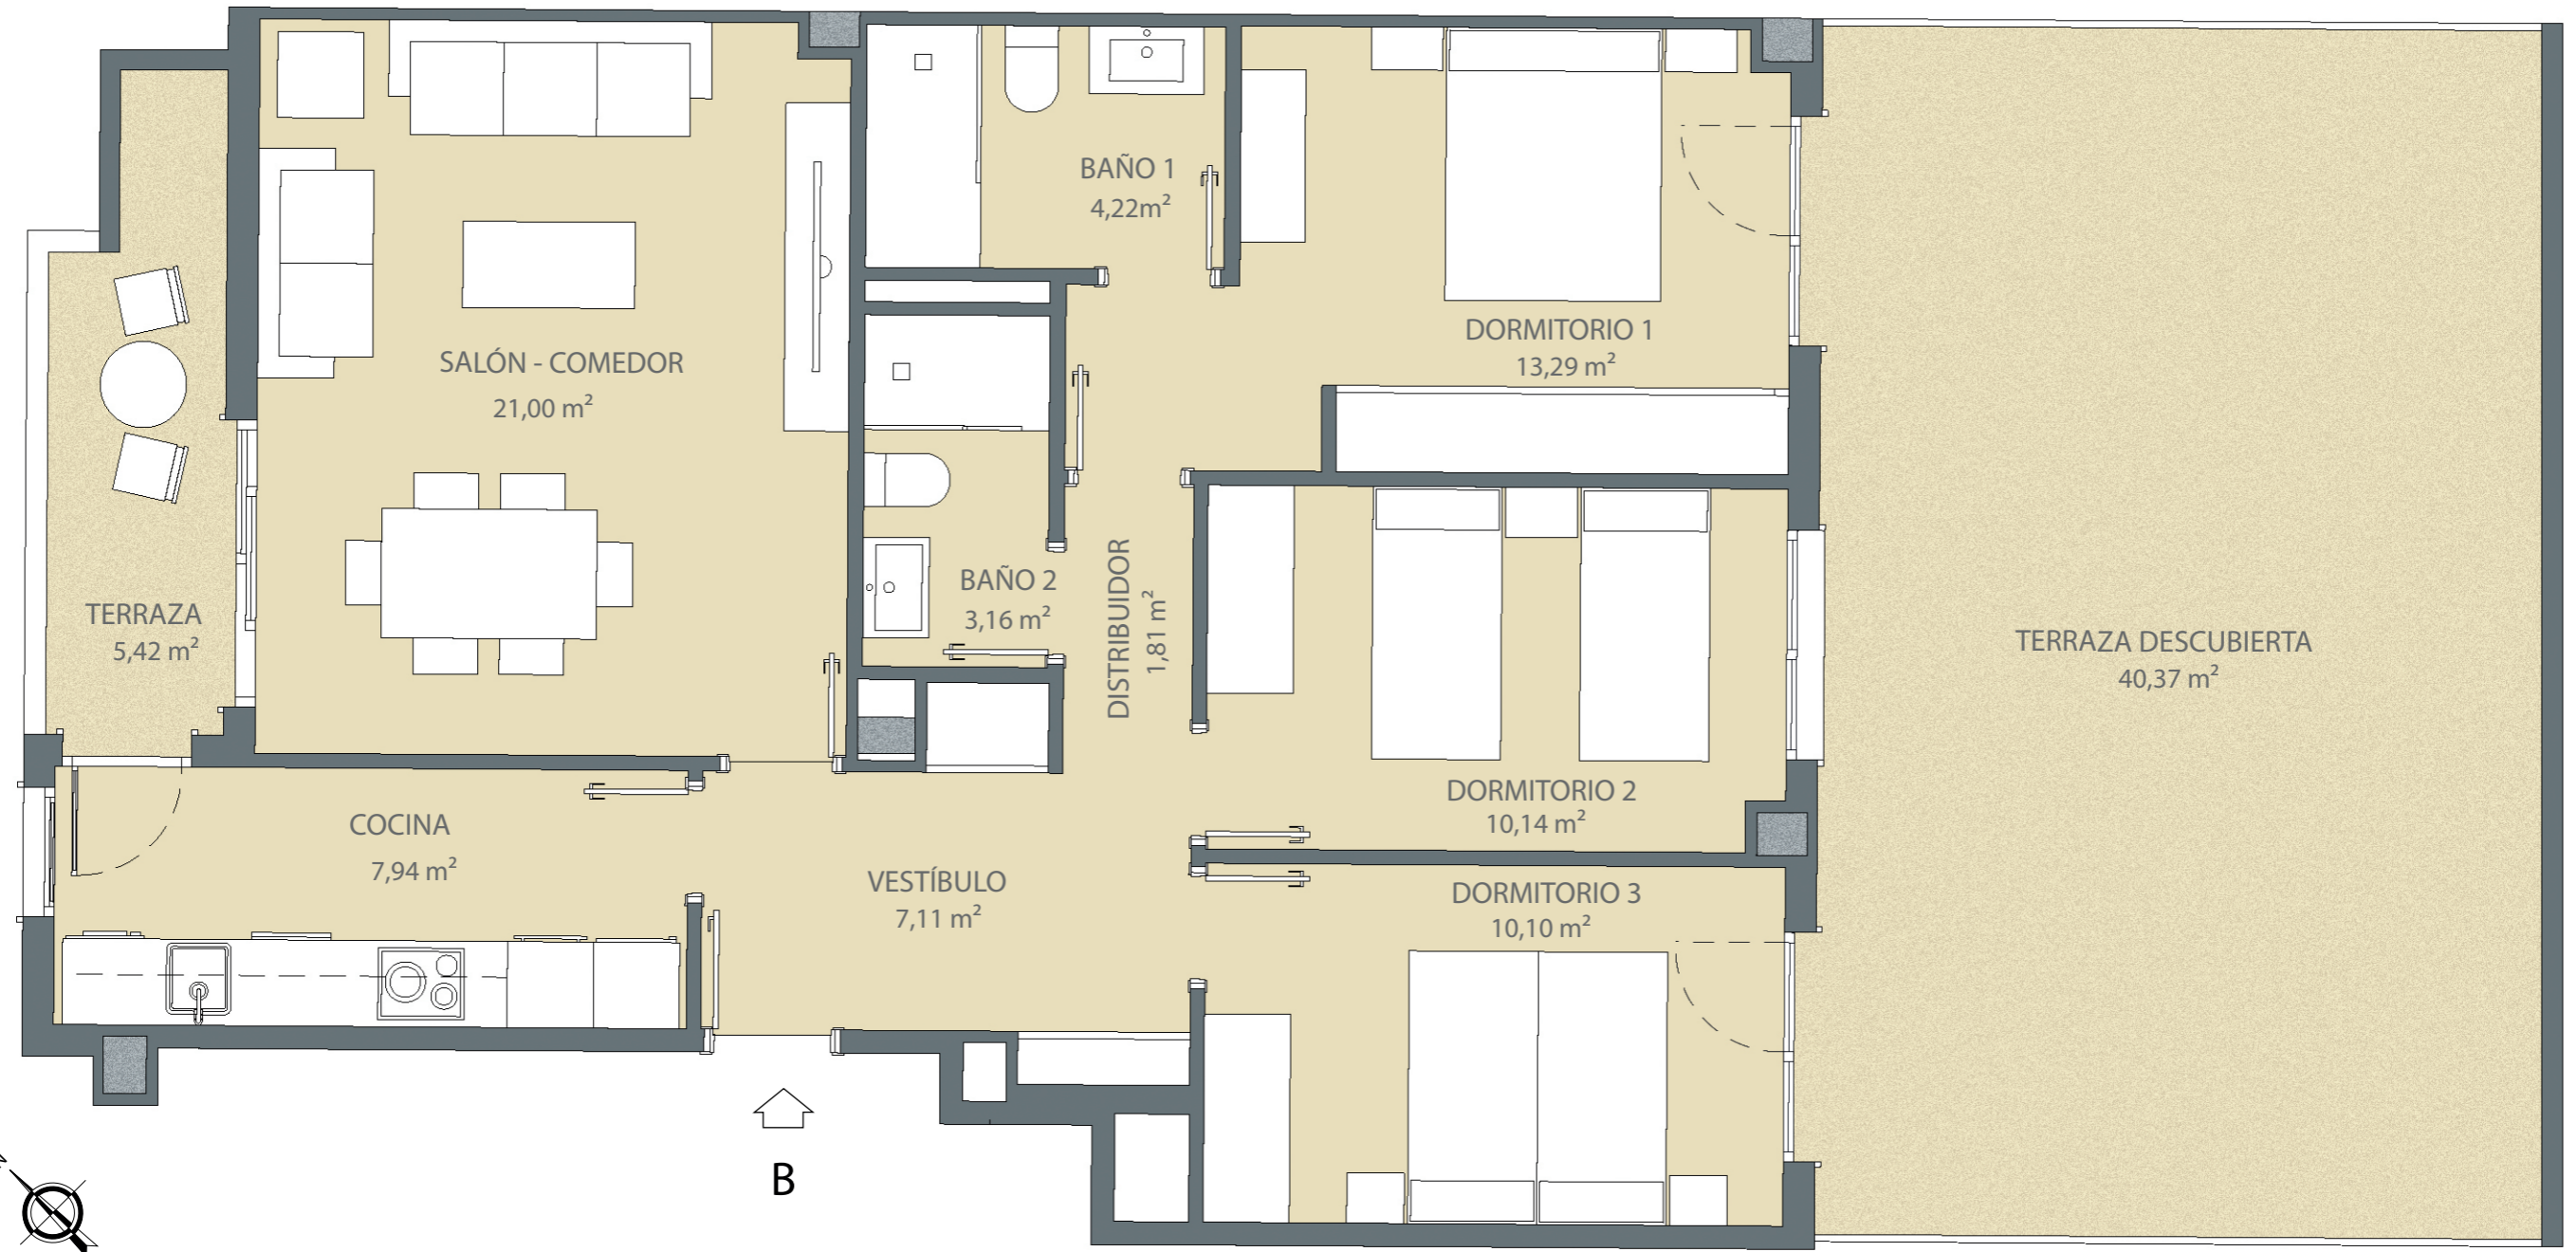 BAÑO 1
4,22m²
DORMITORIO 1
13,29 m²
SALÓN - COMEDOR
21,00 m²
BAÑO 2
3,16 m²
DISTRIBUIDOR
1,81 m²
TERRAZA
5,42 m²
TERRAZA DESCUBIERTA
40,37 m²
DORMITORIO 2
10,14 m²
COCINA
7,94 m²
VESTÍBULO
7,11 m²
DORMITORIO 3
10,10 m²
B